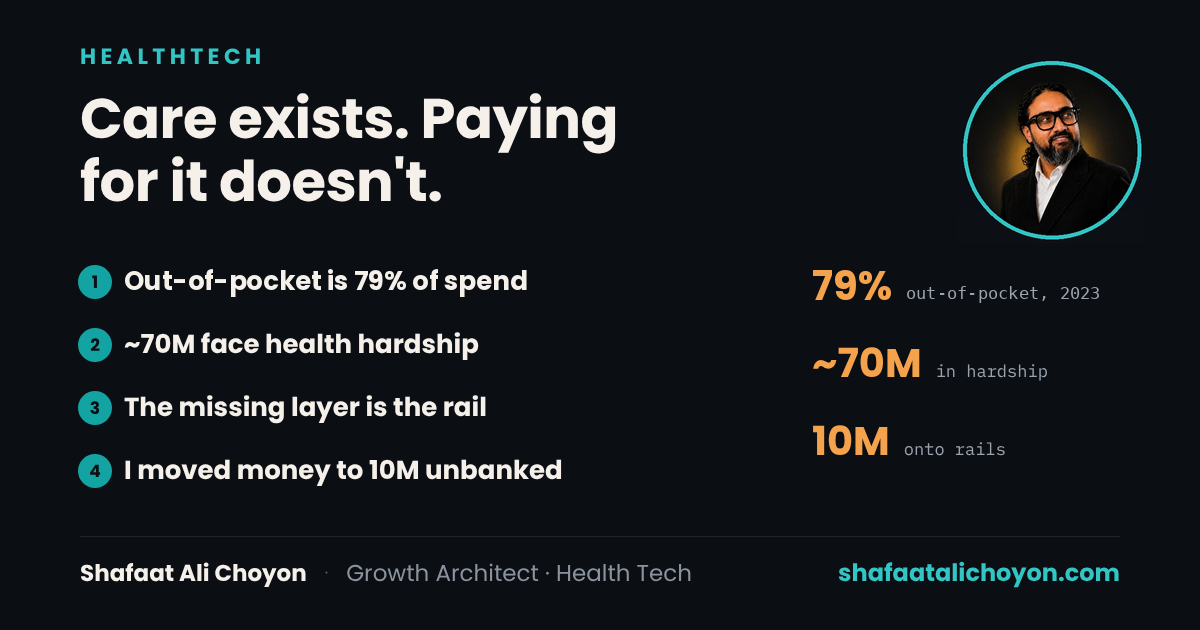 HEALTHTECH
Care exists. Paying
for it doesn't.
1 Out-of-pocket is 79% of spend
2 ~70M face health hardship
3 The missing layer is the rail
4 I moved money to 10M unbanked
79% out-of-pocket, 2023
~70M in hardship
10M onto rails
Shafaat Ali Choyon · Growth Architect · Health Tech
shafaatalichoyon.com